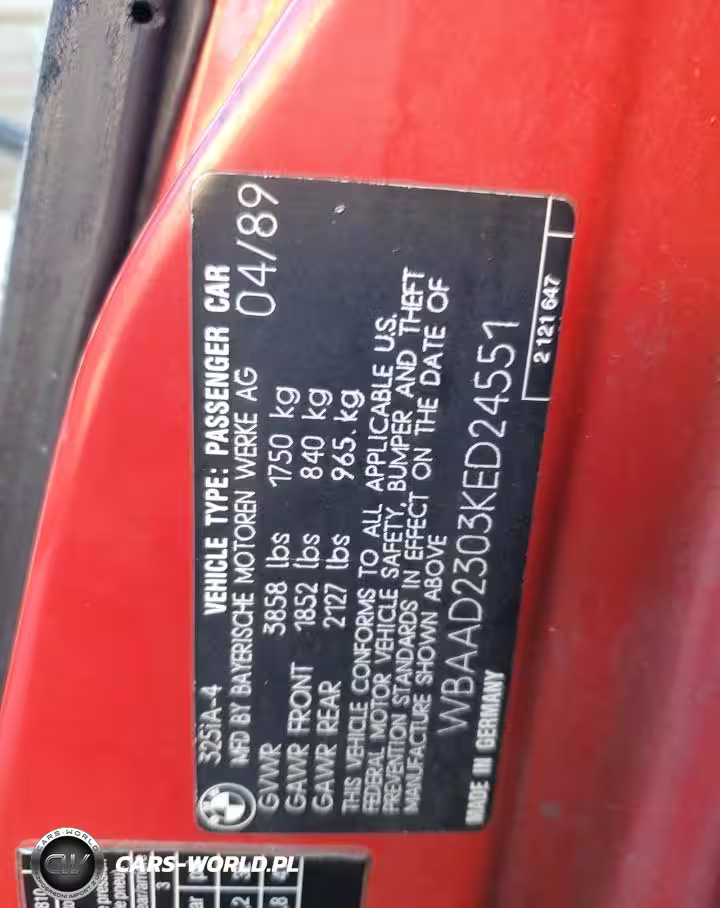 325iA-4 VEHICLE TYPE: PASSENGER CAR
MFD BY BAYERISCHE MOTOREN WERKE AG 04/89
GVWR 3858 lbs 1750 kg
GAWR FRONT 1852 lbs 840 kg
GAWR REAR 2127 lbs 965.kg
THIS VEHICLE CONFORMS TO ALL APPLICABLE U.S.
FEDERAL MOTOR VEHICLE SAFETY, BUMPER AND THEFT
PREVENTION STANDARDS IN EFFECT ON THE DATE OF
MANUFACTURE SHOWN ABOVE
WBAAD2303KED24551
MADE IN GERMANY
2 121 647
CARS-WORLD
CW
CARS-WORLD.PL